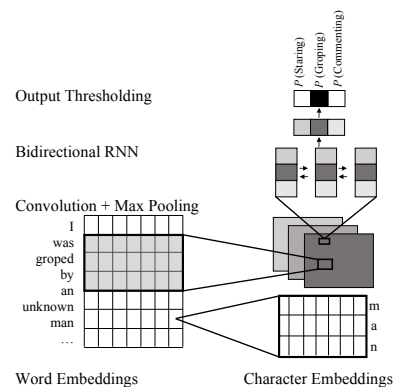 P (Staring)
P (Groping)
P (Commenting)
Output Thresholding
Bidirectional RNN
Convolution + Max Pooling
I
was
groped
by
an
unknown
man
...
m
a
n
Word Embeddings
Character Embeddings